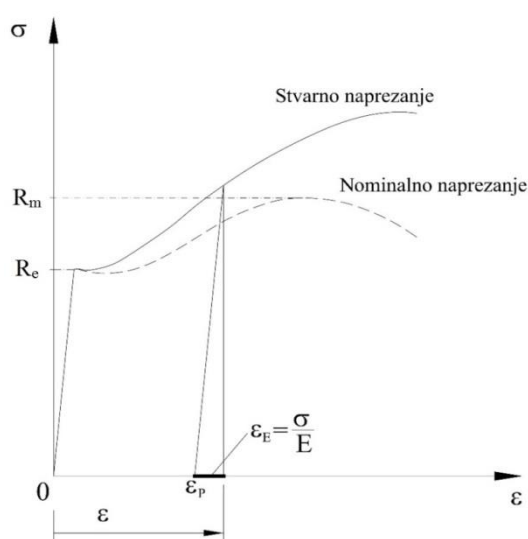 σ
Stvarno naprezanje
Rm
Nominalno naprezanje
Re
εE=σ/E
0
εP
ε
ε